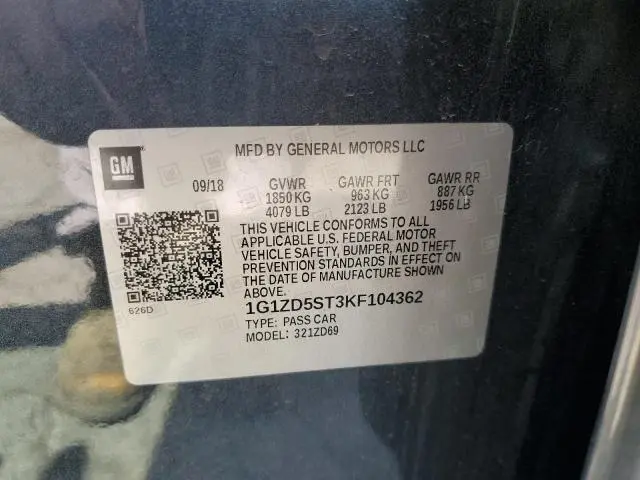 GM
MFD BY GENERAL MOTORS LLC
09/18 GVWR GAWR FRT GAWR RR
1850 KG 963 KG 887 KG
4079 LB 2123 LB 1956 LB
THIS VEHICLE CONFORMS TO ALL
APPLICABLE U.S. FEDERAL MOTOR
VEHICLE SAFETY, BUMPER, AND THEFT
PREVENTION STANDARDS IN EFFECT ON
THE DATE OF MANUFACTURE SHOWN
ABOVE.
626D
1G1ZD5ST3KF104362
TYPE: PASS CAR
MODEL: 321ZD69